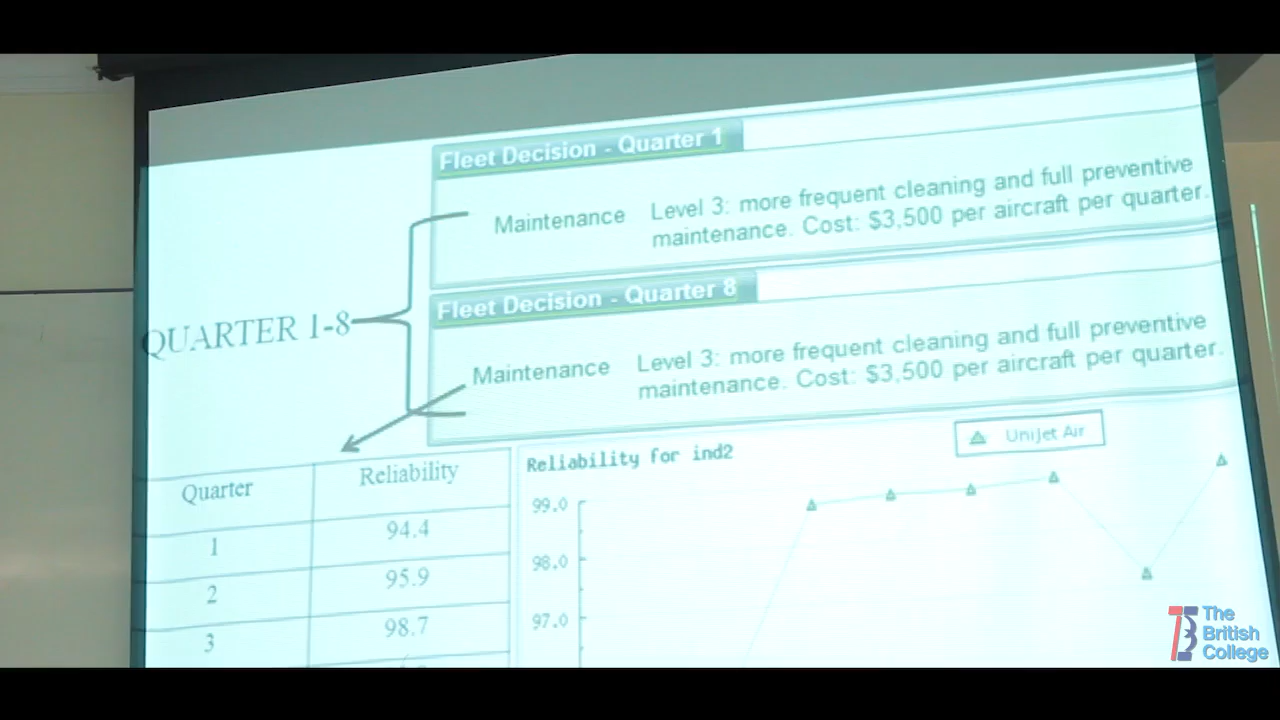 Fleet Decision - Quarter 1
Maintenance Level 3: more frequent cleaning and full preventive
maintenance. Cost: $3,500 per aircraft per quarter.
QUARTER 1-8
Fleet Decision - Quarter 8
Maintenance Level 3: more frequent cleaning and full preventive
maintenance. Cost: $3,500 per aircraft per quarter.
Quarter Reliability
1 94.4
2 95.9
3 98.7
Reliability for ind2
UniJet Air
99.0
98.0
97.0
The
British
College